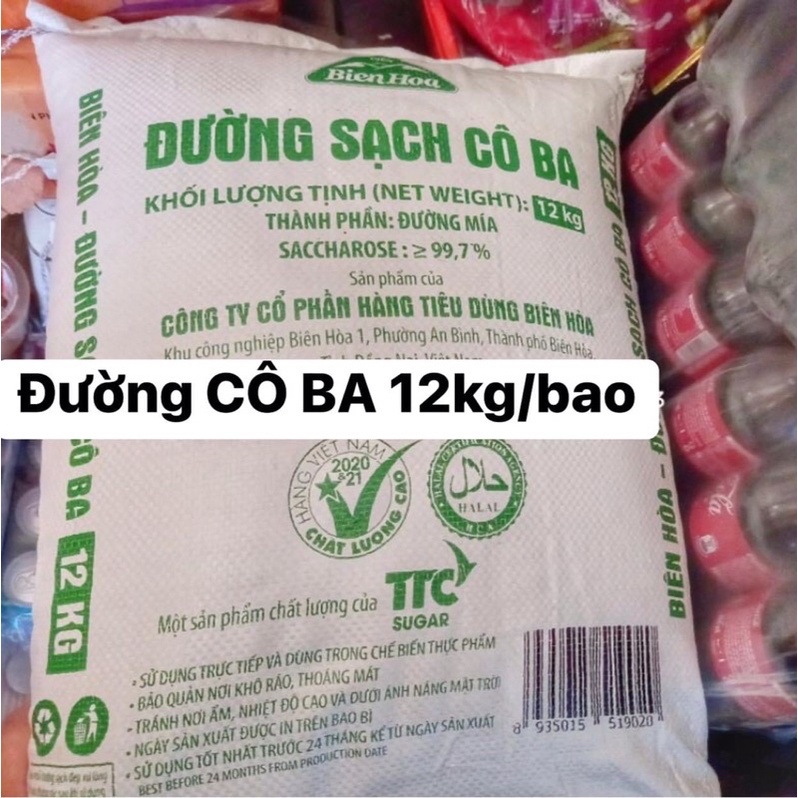 Biên Hòa
ĐƯỜNG SẠCH CÔ BA
KHỐI LƯỢNG TỊNH (NET WEIGHT): 12 kg
THÀNH PHẦN: ĐƯỜNG MÍA
SACCHAROSE: ≥ 99,7%
Sản phẩm của
CÔNG TY CỔ PHẦN HÀNG TIÊU DÙNG BIÊN HÒA
Khu công nghiệp Biên Hòa 1, Phường An Bình, Thành phố Biên Hòa
Đường CÔ BA 12kg/bao
HÀNG VIỆT NAM
2020
&21
CHẤT LƯỢNG CAO
HALAL CERTIFICATION AGENCY
حلال
HALAL
HCA
Một sản phẩm chất lượng của TTC
SUGAR
• SỬ DỤNG TRỰC TIẾP VÀ DÙNG TRONG CHẾ BIẾN THỰC PHẨM
• BẢO QUẢN NƠI KHÔ RÁO, THOÁNG MÁT
• TRÁNH NƠI ẨM, NHIỆT ĐỘ CAO VÀ DƯỚI ÁNH NẮNG MẶT TRỜI
• NGÀY SẢN XUẤT ĐƯỢC IN TRÊN BAO BÌ
• SỬ DỤNG TỐT NHẤT TRƯỚC 24 THÁNG KỂ TỪ NGÀY SẢN XUẤT
BEST BEFORE 24 MONTHS FROM PRODUCTION DATE
8 935015 519020
BIÊN HÒA - ĐƯỜNG
CÔ BA 12 KG
BIÊN HÒA -
SẠCH CÔ BA 12 KG